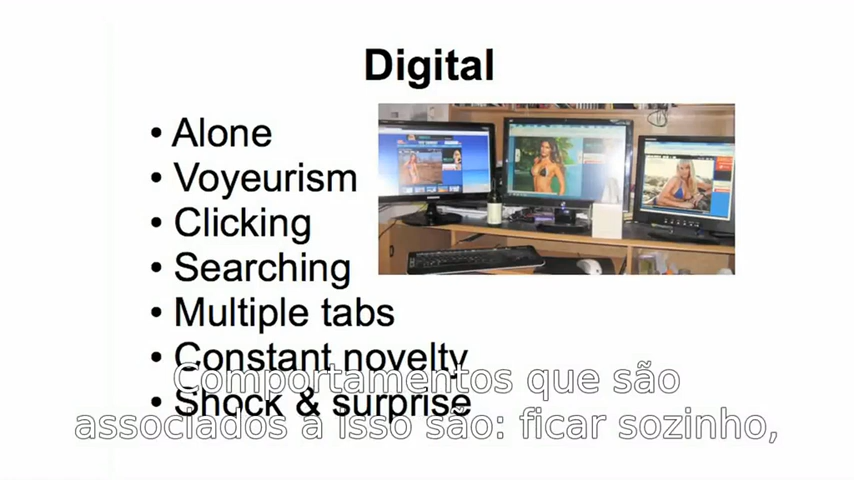 Digital
• Alone
• Voyeurism
• Clicking
• Searching
• Multiple tabs
• Constant novelty
• Shock & surprise
Comportamentos que são
associados à isso são: ficar sozinho,